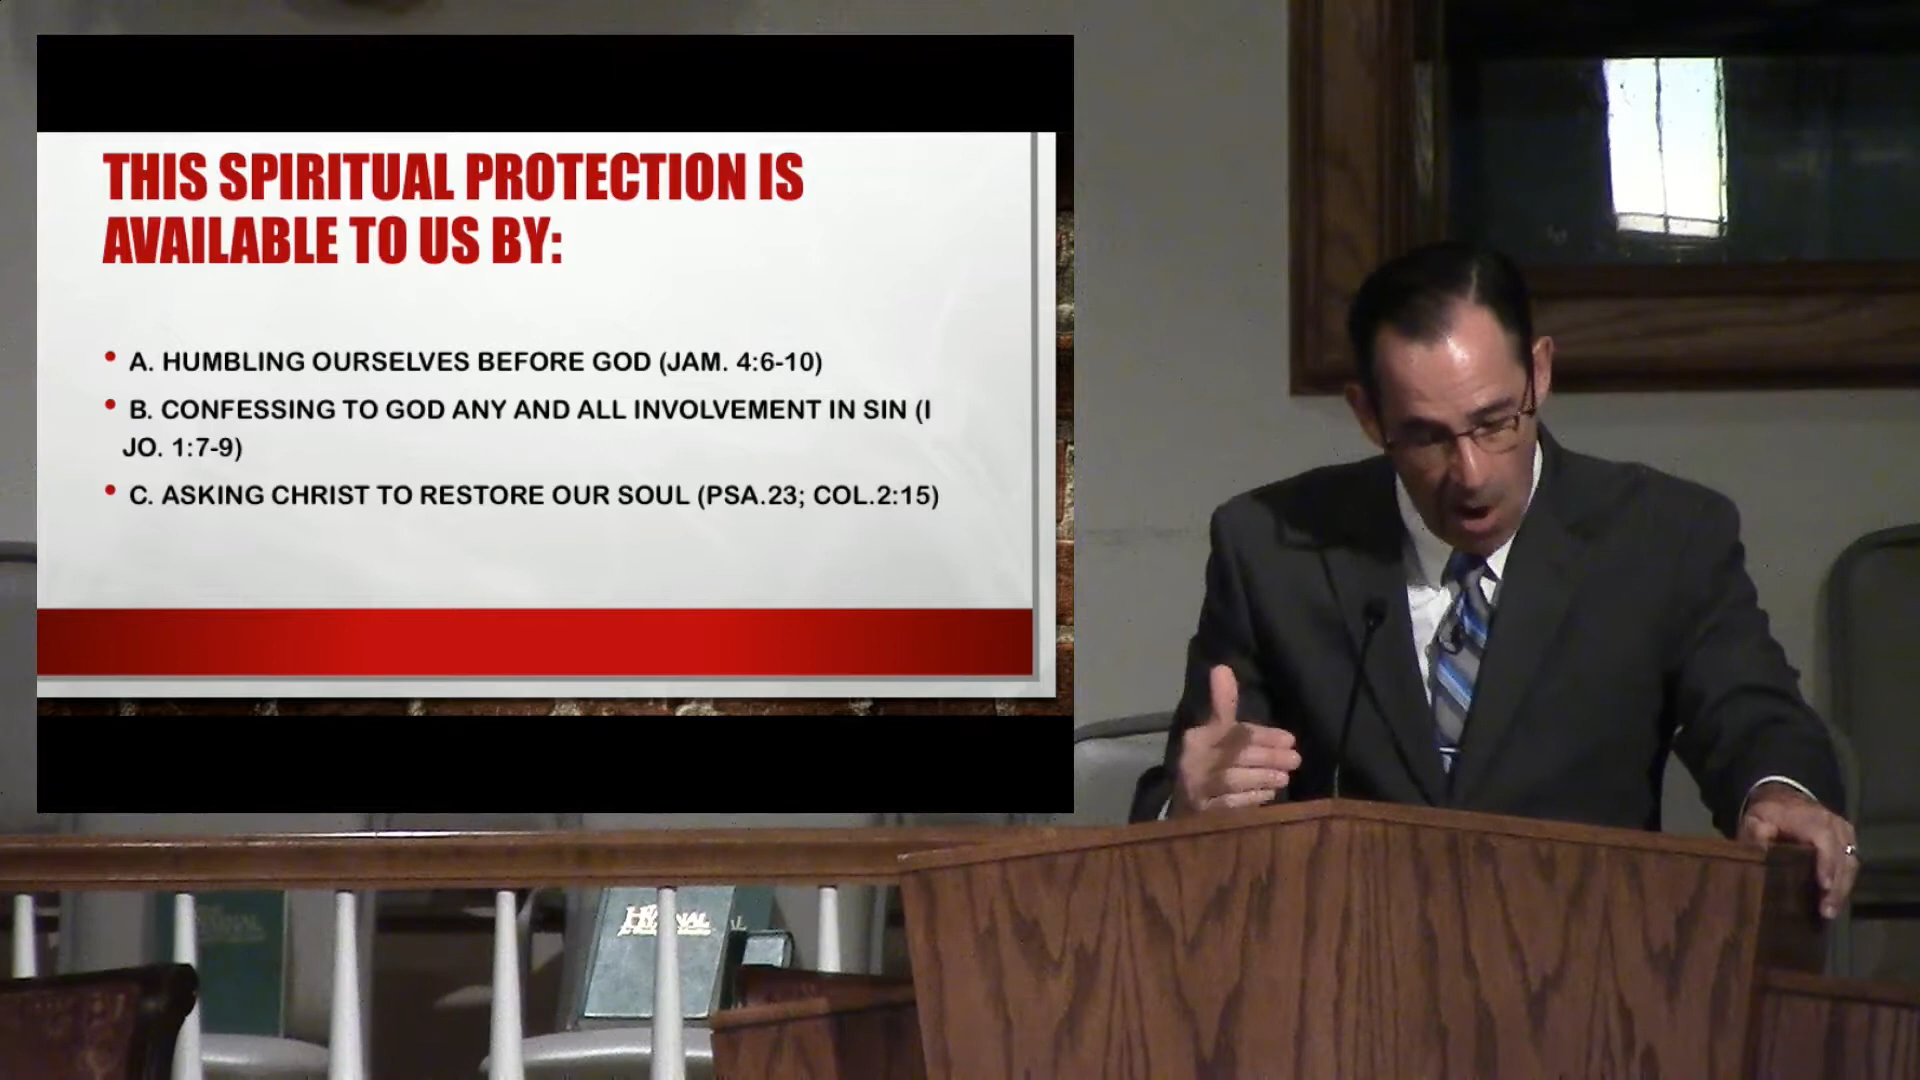 THIS SPIRITUAL PROTECTION IS
AVAILABLE TO US BY:
• A. HUMBLING OURSELVES BEFORE GOD (JAM. 4:6-10)
• B. CONFESSING TO GOD ANY AND ALL INVOLVEMENT IN SIN (I
JO. 1:7-9)
• C. ASKING CHRIST TO RESTORE OUR SOUL (PSA.23; COL.2:15)